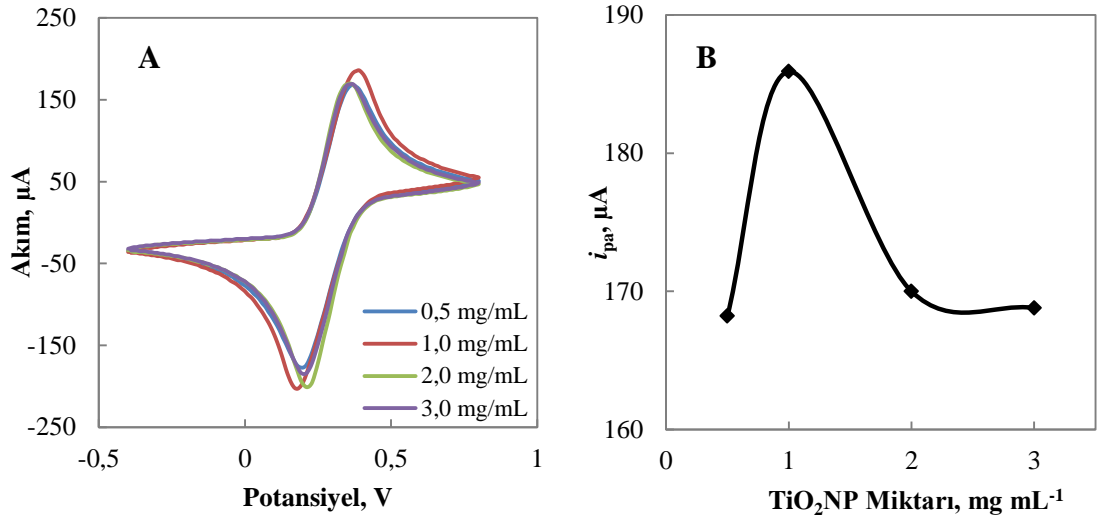 A
250
150
50
-50
-150
-250
Akım, µA
-0,5
0
0,5
1
Potansiyel, V
0,5 mg/mL
1,0 mg/mL
2,0 mg/mL
3,0 mg/mL
B
190
180
170
160
ipa, µA
0
1
2
3
TiO₂NP Miktarı, mg mL⁻¹